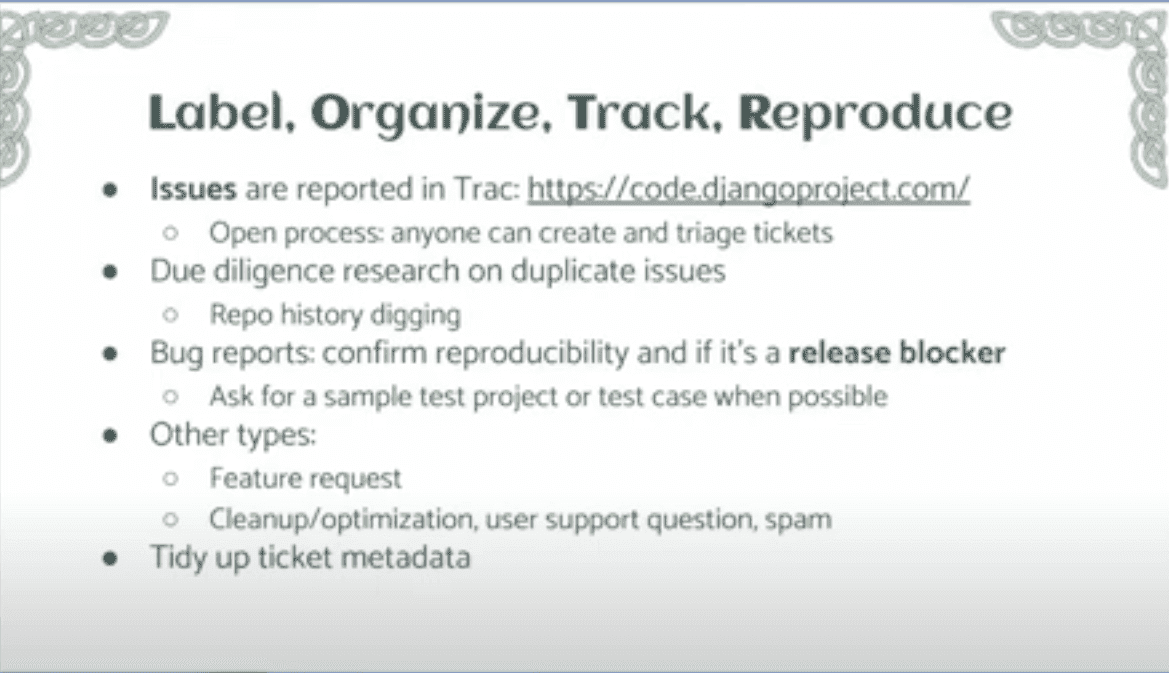 Label, Organize, Track, Reproduce
● Issues are reported in Trac: https://code.djangoproject.com/
○ Open process: anyone can create and triage tickets
● Due diligence research on duplicate issues
○ Repo history digging
● Bug reports: confirm reproducibility and if it's a release blocker
○ Ask for a sample test project or test case when possible
● Other types:
○ Feature request
○ Cleanup/optimization, user support question, spam
● Tidy up ticket metadata